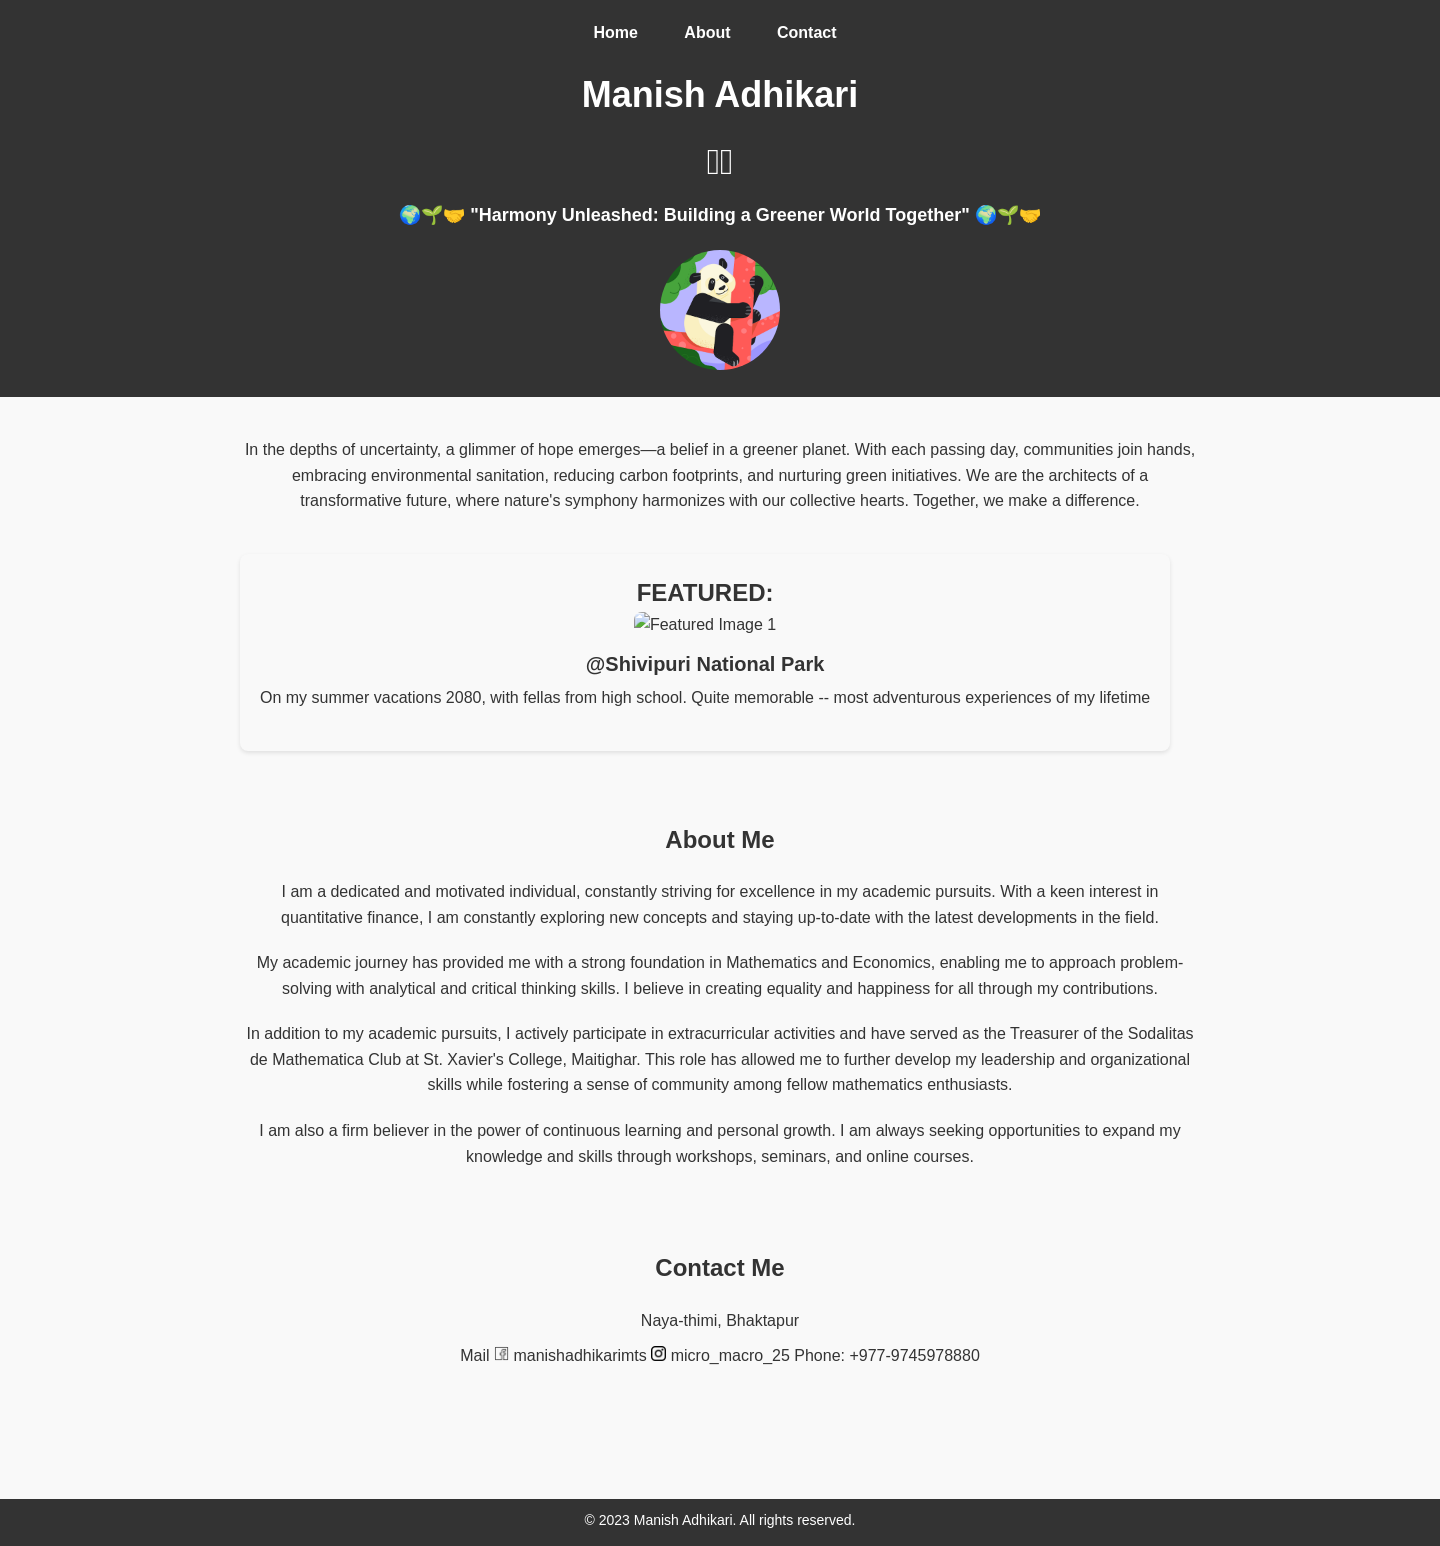 Home About Contact
Manish Adhikari
🌍🌱🤝 "Harmony Unleashed: Building a Greener World Together" 🌍🌱🤝
In the depths of uncertainty, a glimmer of hope emerges—a belief in a greener planet. With each passing day, communities join hands,
embracing environmental sanitation, reducing carbon footprints, and nurturing green initiatives. We are the architects of a
transformative future, where nature's symphony harmonizes with our collective hearts. Together, we make a difference.
FEATURED:
Featured Image 1
@Shivipuri National Park
On my summer vacations 2080, with fellas from high school. Quite memorable -- most adventurous experiences of my lifetime
About Me
I am a dedicated and motivated individual, constantly striving for excellence in my academic pursuits. With a keen interest in
quantitative finance, I am constantly exploring new concepts and staying up-to-date with the latest developments in the field.
My academic journey has provided me with a strong foundation in Mathematics and Economics, enabling me to approach problem-
solving with analytical and critical thinking skills. I believe in creating equality and happiness for all through my contributions.
In addition to my academic pursuits, I actively participate in extracurricular activities and have served as the Treasurer of the Sodalitas
de Mathematica Club at St. Xavier's College, Maitighar. This role has allowed me to further develop my leadership and organizational
skills while fostering a sense of community among fellow mathematics enthusiasts.
I am also a firm believer in the power of continuous learning and personal growth. I am always seeking opportunities to expand my
knowledge and skills through workshops, seminars, and online courses.
Contact Me
Naya-thimi, Bhaktapur
Mail manishadhikarimts micro_macro_25 Phone: +977-9745978880
© 2023 Manish Adhikari. All rights reserved.